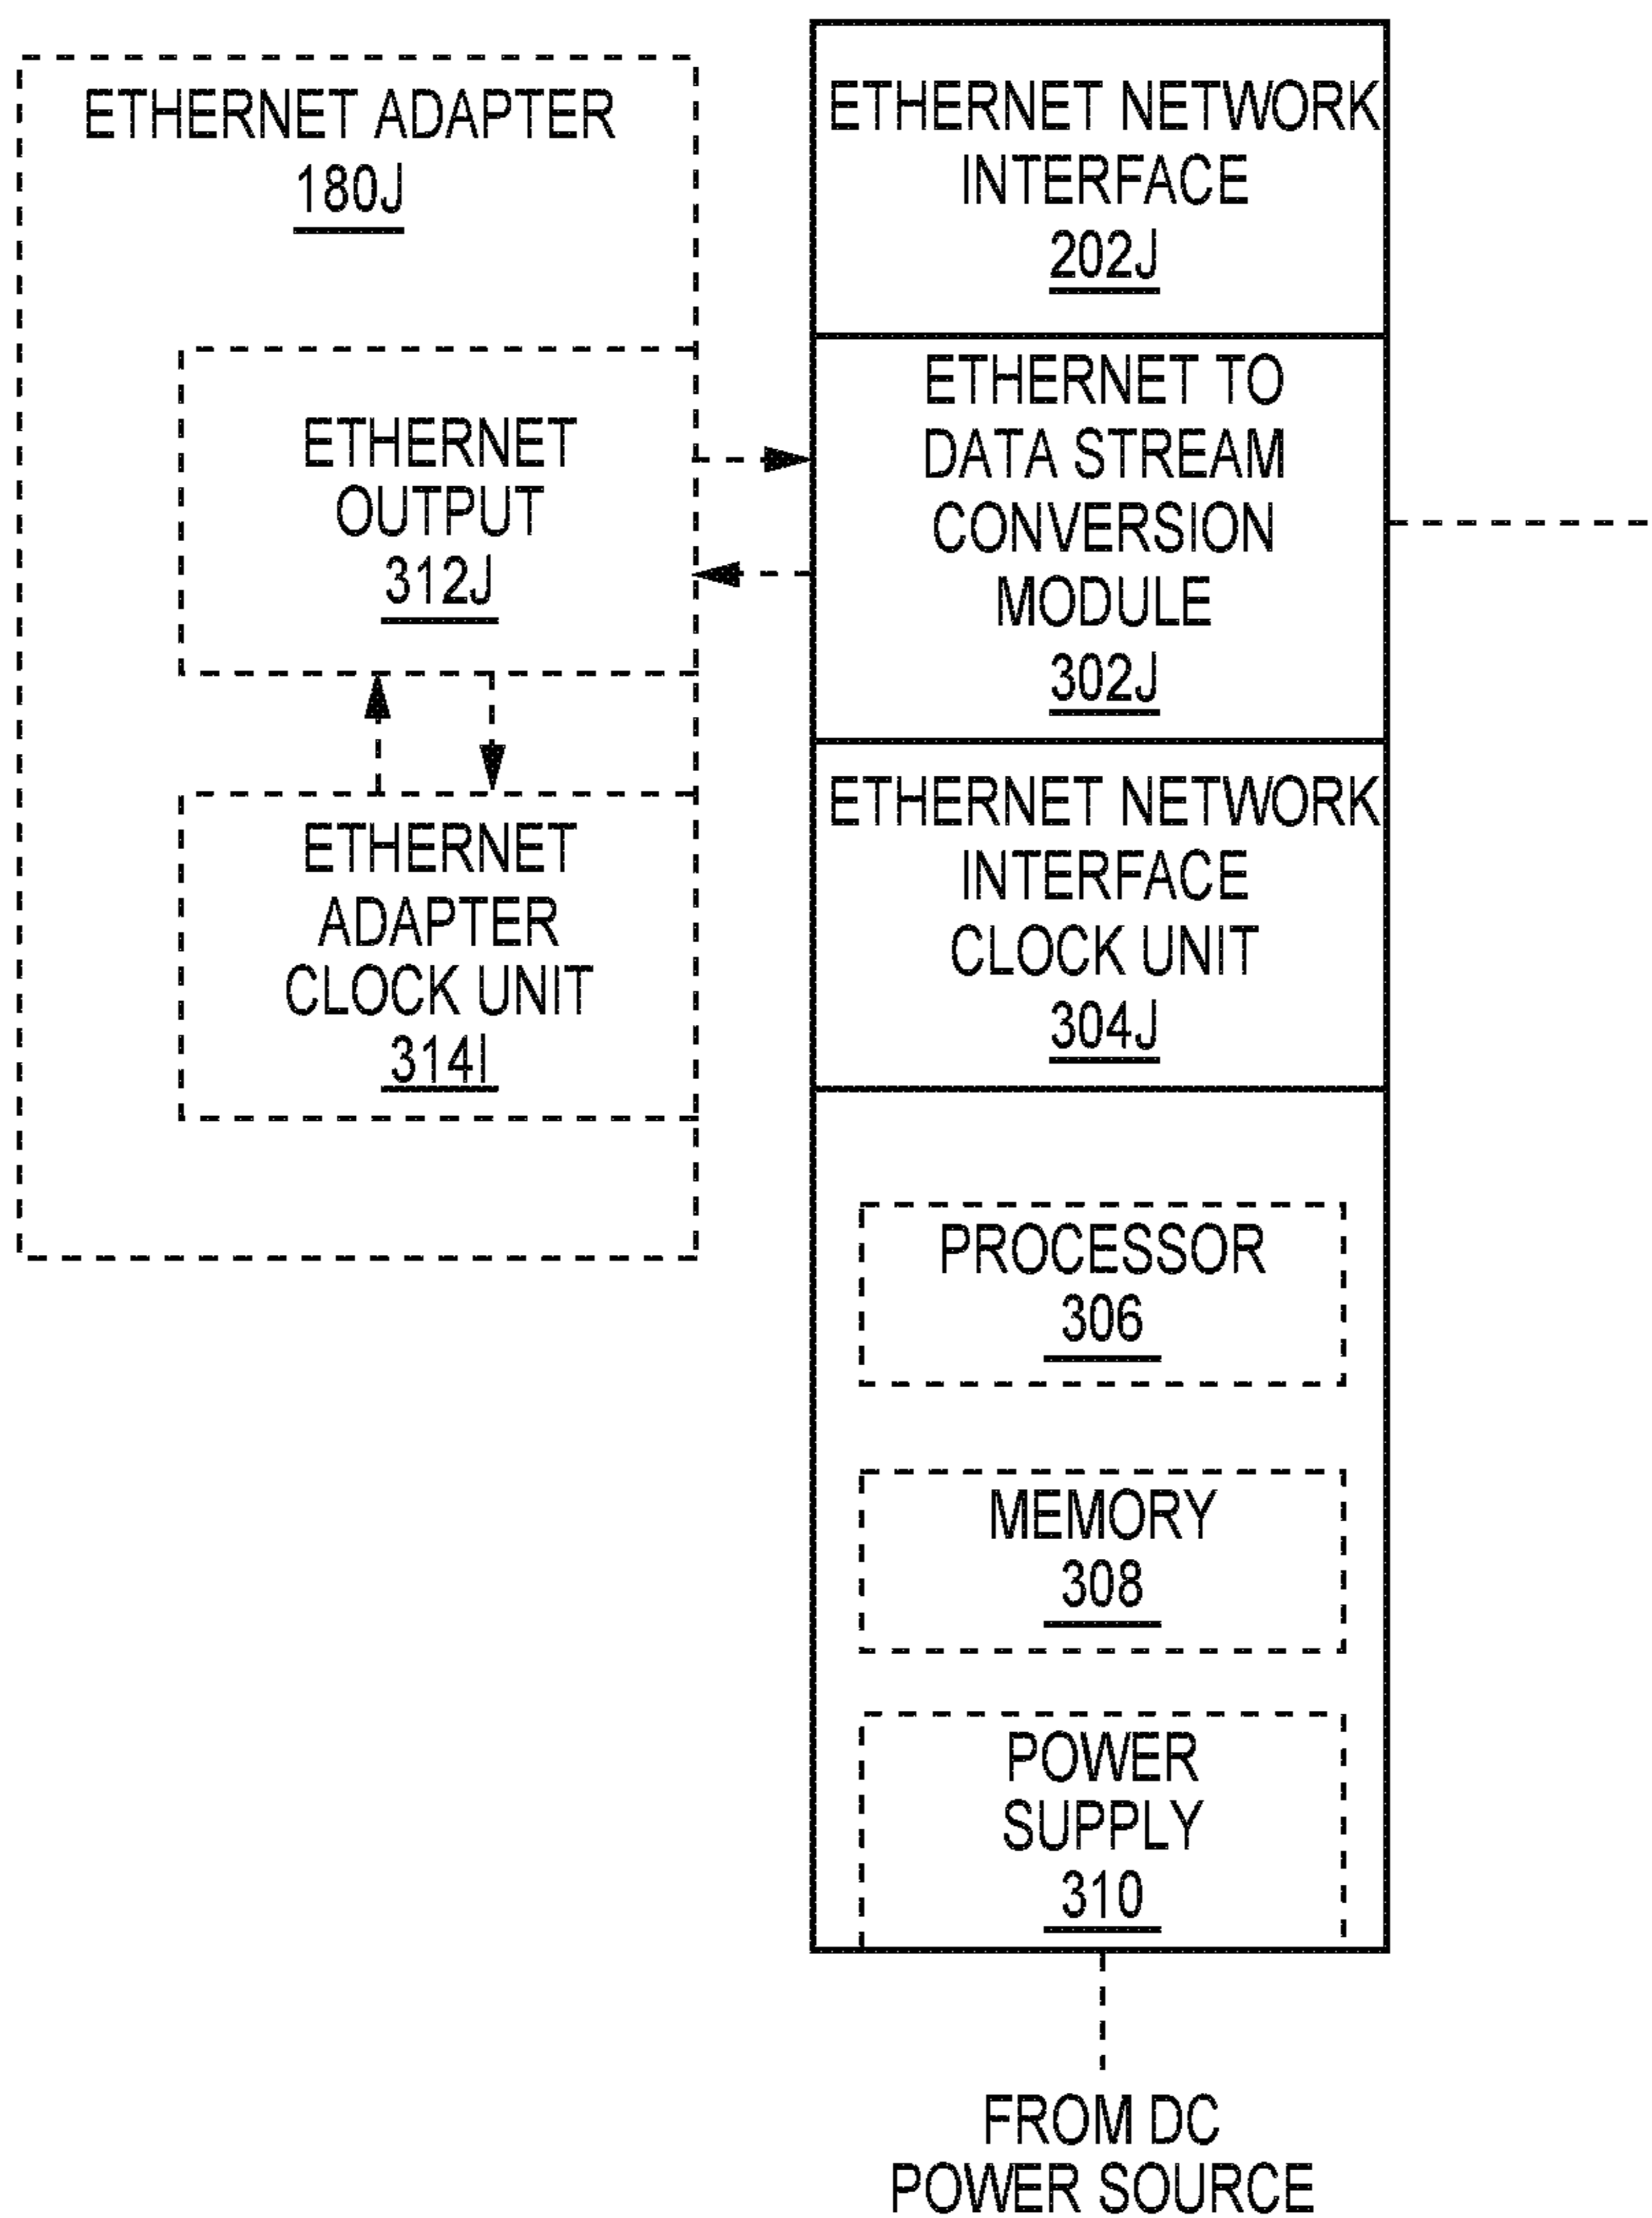 ETHERNET ADAPTER
180J
ETHERNET
OUTPUT
312J
ETHERNET
ADAPTER
CLOCK UNIT
314I
ETHERNET NETWORK
INTERFACE
202J
ETHERNET TO
DATA STREAM
CONVERSION
MODULE
302J
ETHERNET NETWORK
INTERFACE
CLOCK UNIT
304J
PROCESSOR
306
MEMORY
308
POWER
SUPPLY
310
FROM DC
POWER SOURCE